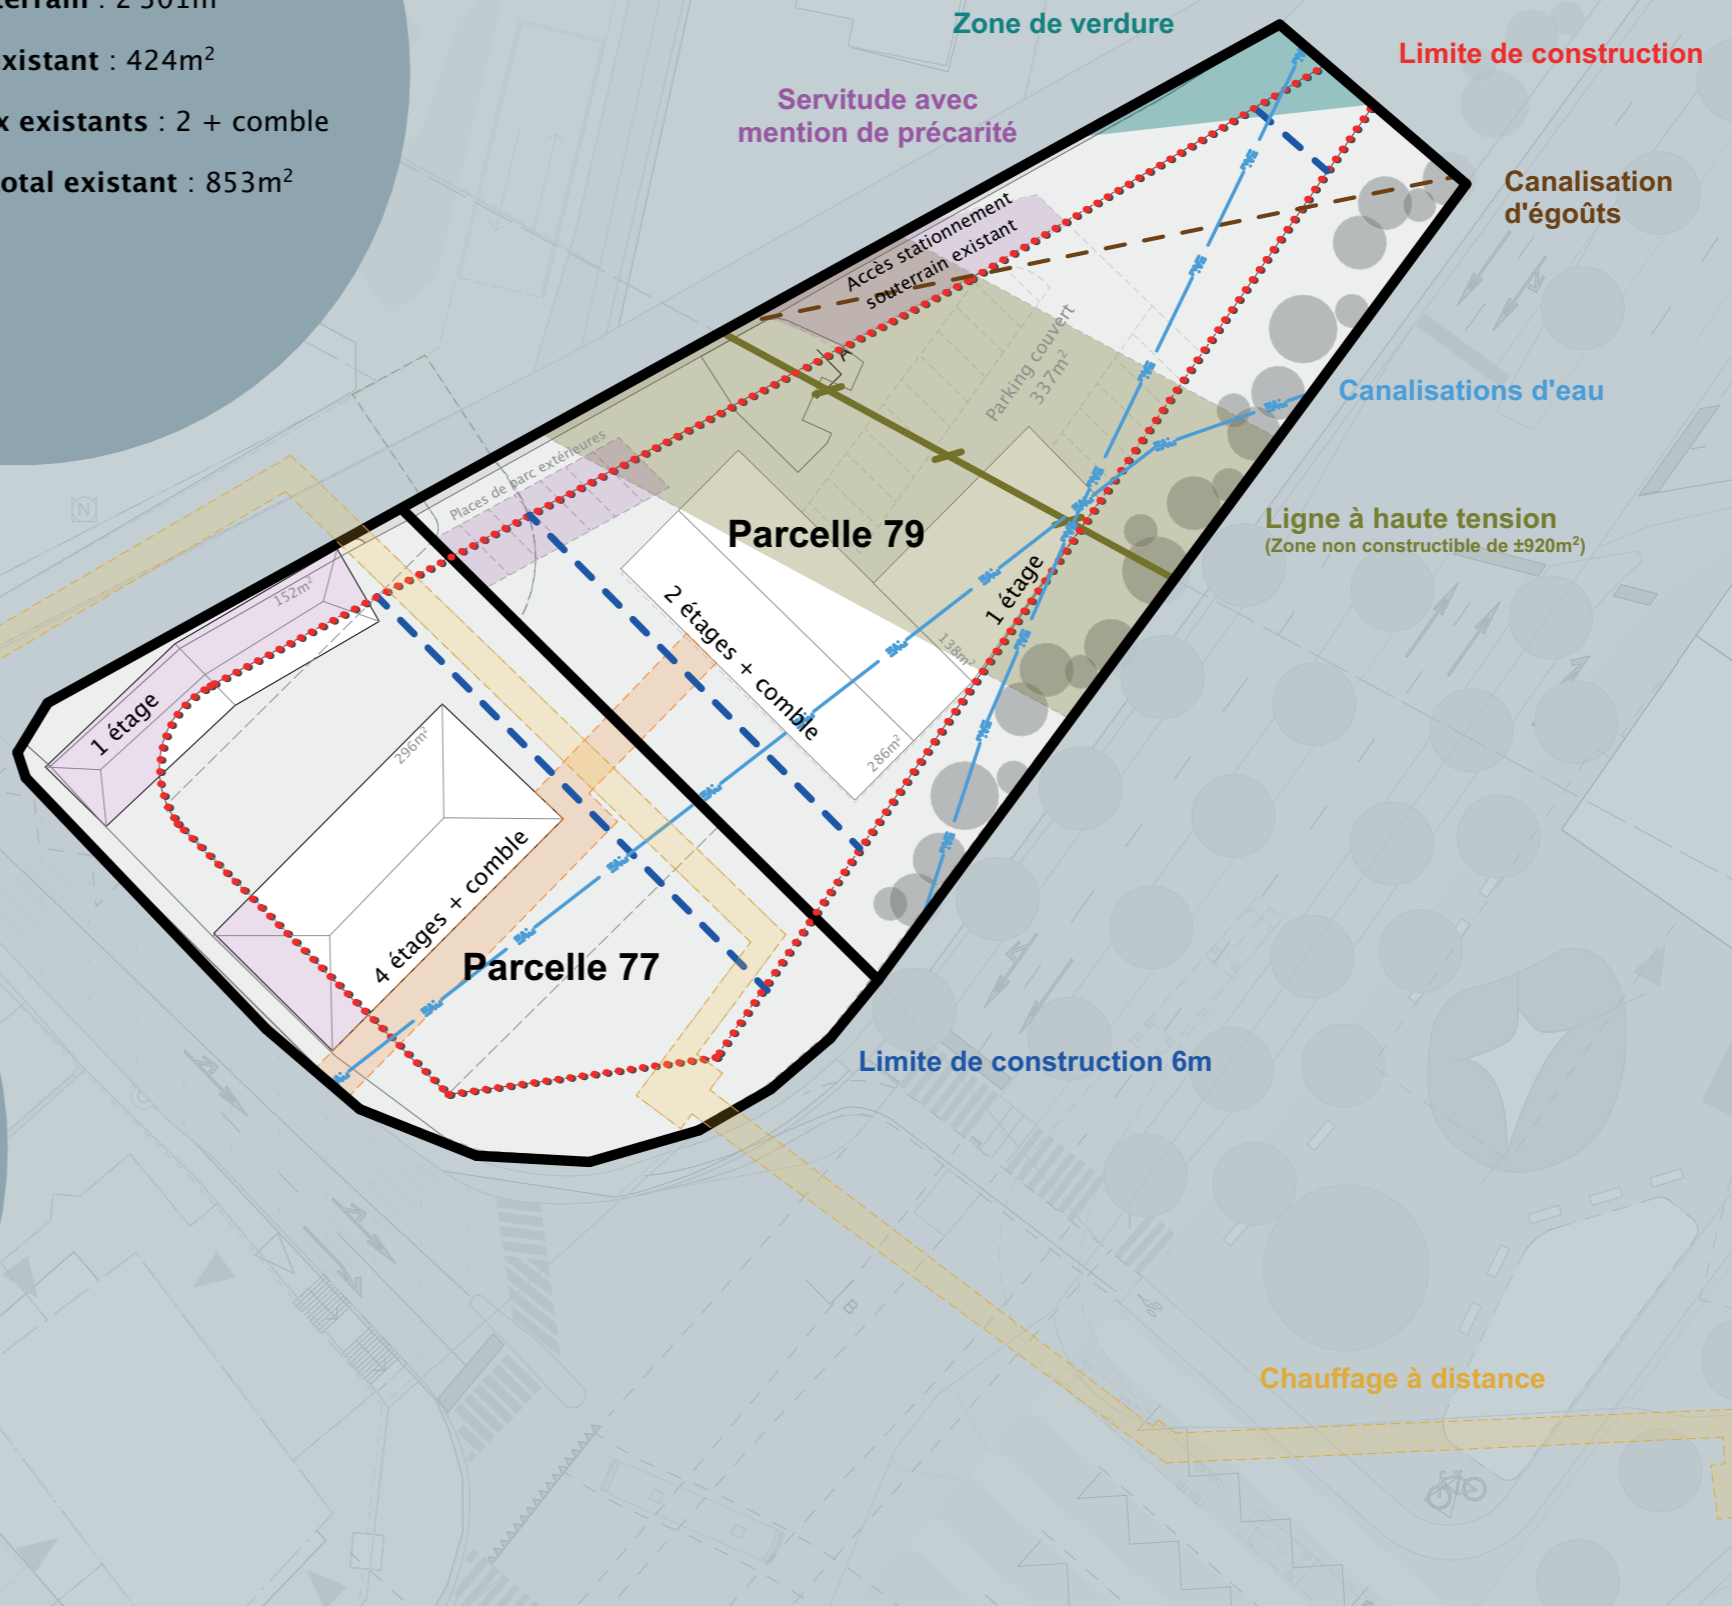 terrain : 2 301m²
xistant : 424m²
x existants : 2 + comble
otal existant : 853m²
Zone de verdure
Limite de construction
Servitude avec
mention de précarité
Canalisation
d'égoûts
Accès stationnement
souterrain existant
Parking couvert
337m²
Canalisations d'eau
Places de parc extérieures
A
Parcelle 79
Ligne à haute tension
(Zone non constructible de ±920m²)
N
152m²
1 étage
2 étages + comble
138m²
1 étage
296m²
286m²
4 étages + comble
Parcelle 77
Limite de construction 6m
B
Chauffage à distance